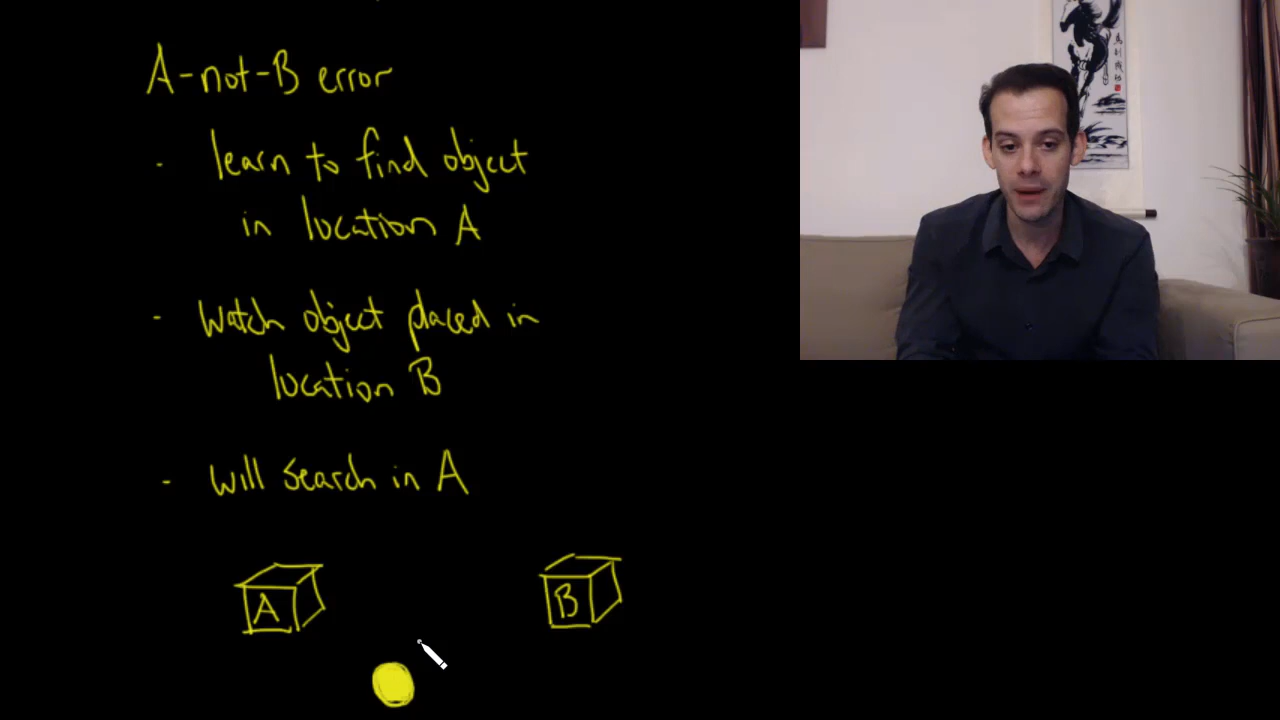 A-not-B error
· learn to find object
in location A
· Watch object placed in
location B
· will search in A
A
B